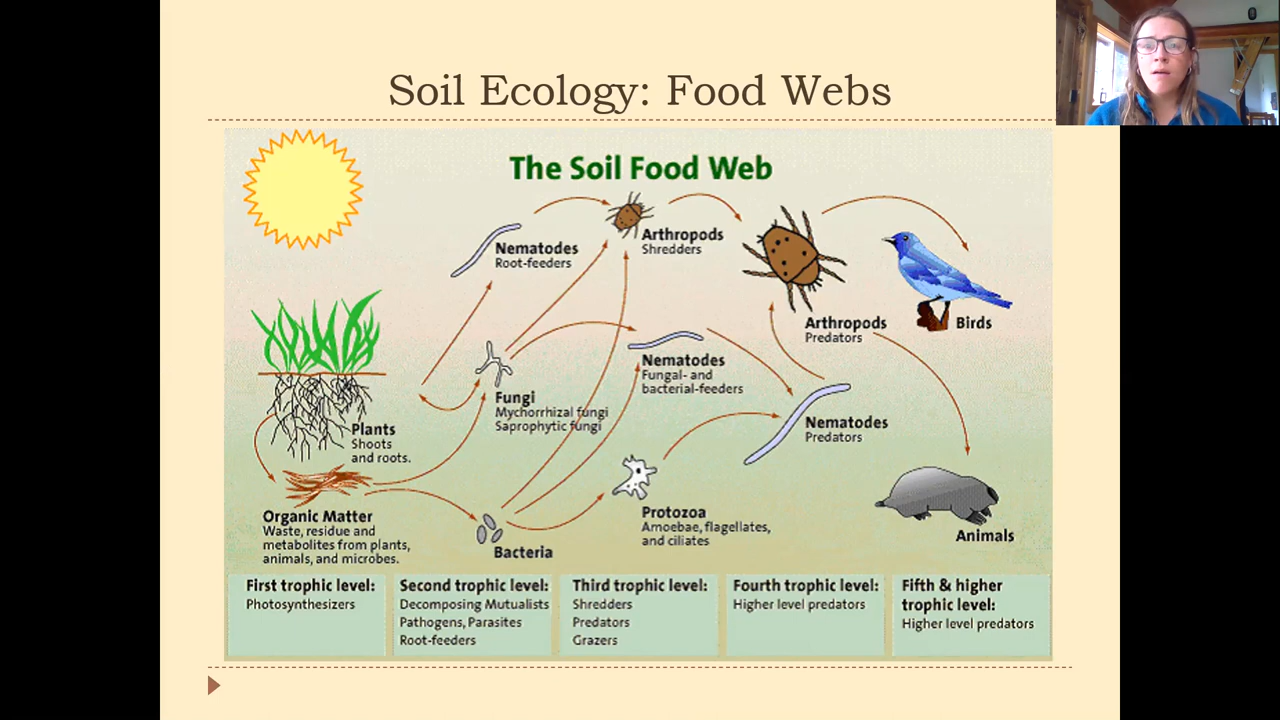 Soil Ecology: Food Webs
The Soil Food Web
Nematodes
Root-feeders
Arthropods
Shredders
Arthropods
Predators
Birds
Plants
Shoots
and roots.
Fungi
Mychorrhizal fungi
Saprophytic fungi
Nematodes
Fungal- and
bacterial-feeders
Nematodes
Predators
Organic Matter
Waste, residue and
metabolites from plants,
animals, and microbes.
Bacteria
Protozoa
Amoebae, flagellates,
and ciliates
Animals
First trophic level:
Photosynthesizers
Second trophic level:
Decomposing Mutualists
Pathogens, Parasites
Root-feeders
Third trophic level:
Shredders
Predators
Grazers
Fourth trophic level:
Higher level predators
Fifth & higher
trophic level:
Higher level predators